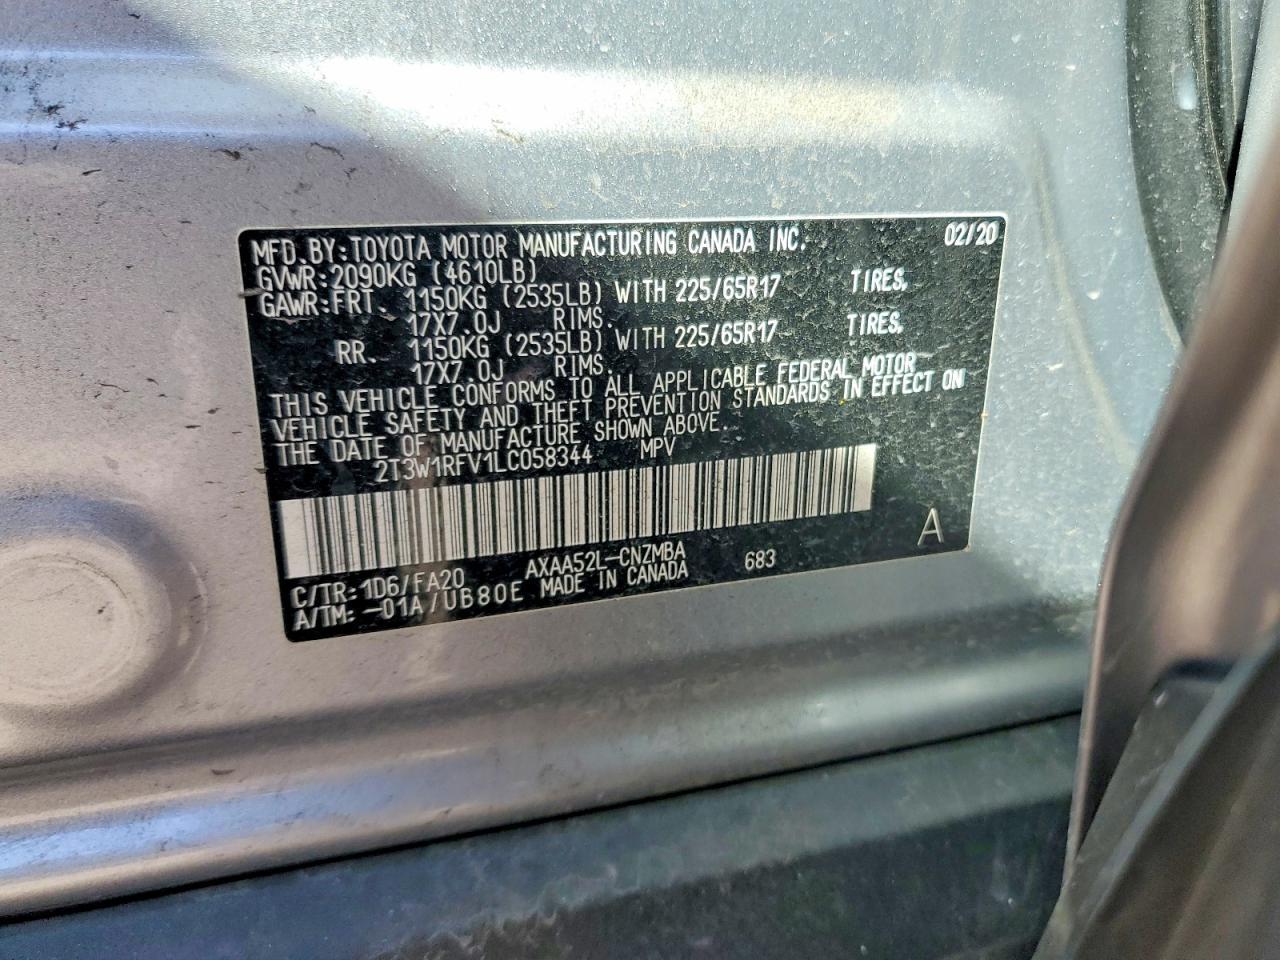 MFD.BY:TOYOTA MOTOR MANUFACTURING CANADA INC. 02/20
GVWR:2090KG (4610LB)
GAWR:FRT. 1150KG (2535LB) WITH 225/65R17 TIRES,
17X7.0J RIMS.
RR. 1150KG (2535LB) WITH 225/65R17 TIRES,
17X7.0J RIMS.
THIS VEHICLE CONFORMS TO ALL APPLICABLE FEDERAL MOTOR
VEHICLE SAFETY AND THEFT PREVENTION STANDARDS IN EFFECT ON
THE DATE OF MANUFACTURE SHOWN ABOVE.
2T3W1RFV1LC058344 MPV
A
C/TR:1D6/FA20 AXAA52L-CNZMBA 683
A/TM:-01A/UB80E MADE IN CANADA